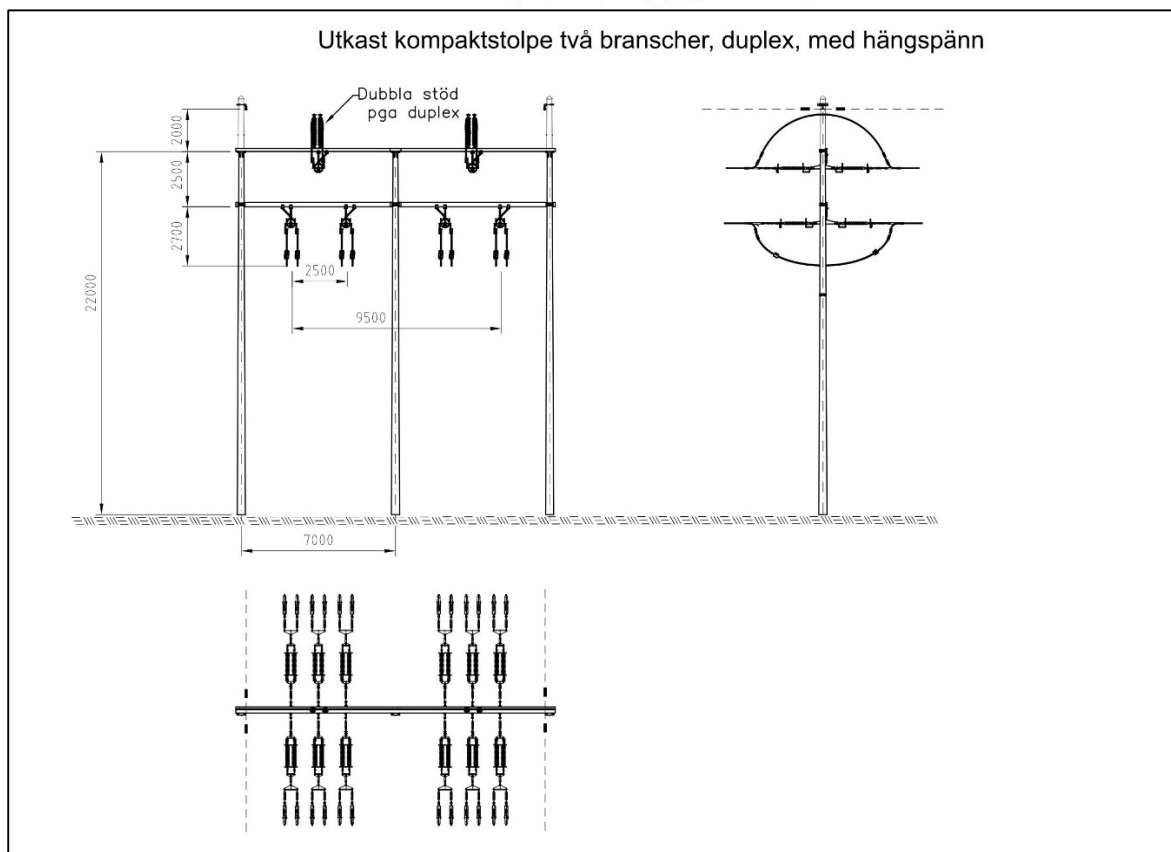 Utkast kompaktstolpe två branscher, duplex, med hängspänn
Dubbla stöd
pga duplex
2000
2500
2700
22000
2500
9500
7000